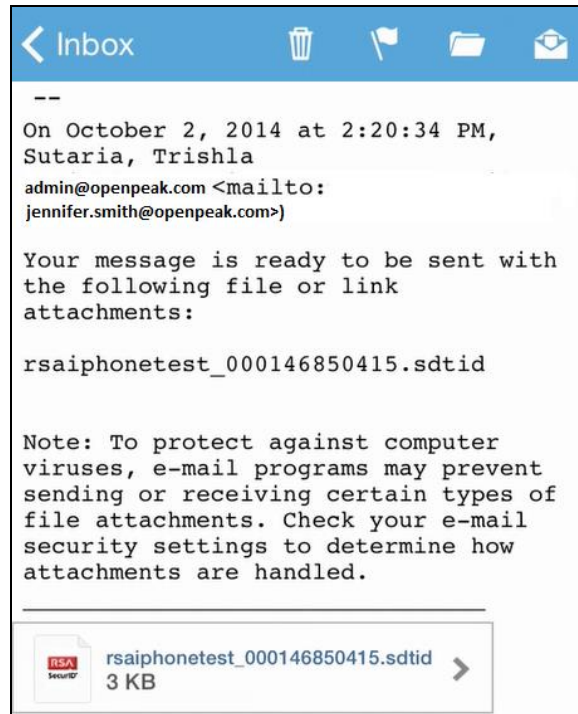 Inbox
--
On October 2, 2014 at 2:20:34 PM,
Sutaria, Trishla
admin@openpeak.com <mailto:
jennifer.smith@openpeak.com>)
Your message is ready to be sent with
the following file or link
attachments:
rsaiphonetest_000146850415.sdtid
Note: To protect against computer
viruses, e-mail programs may prevent
sending or receiving certain types of
file attachments. Check your e-mail
security settings to determine how
attachments are handled.
RSA
SecurID
rsaiphonetest_000146850415.sdtid
3 KB